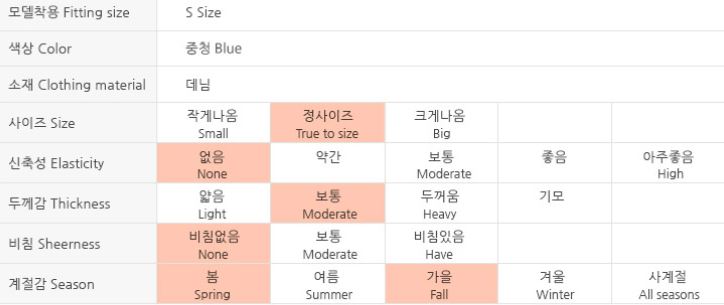 모델착용 Fitting size S Size
색상 Color 중청 Blue
소재 Clothing material 데님
사이즈 Size 작게나옴 Small 정사이즈 True to size 크게나옴 Big
신축성 Elasticity 없음 None 약간 보통 Moderate 좋음 아주좋음 High
두께감 Thickness 얇음 Light 보통 Moderate 두꺼움 Heavy 기모
비침 Sheerness 비침없음 None 보통 Moderate 비침있음 Have
계절감 Season 봄 Spring 여름 Summer 가을 Fall 겨울 Winter 사계절 All seasons